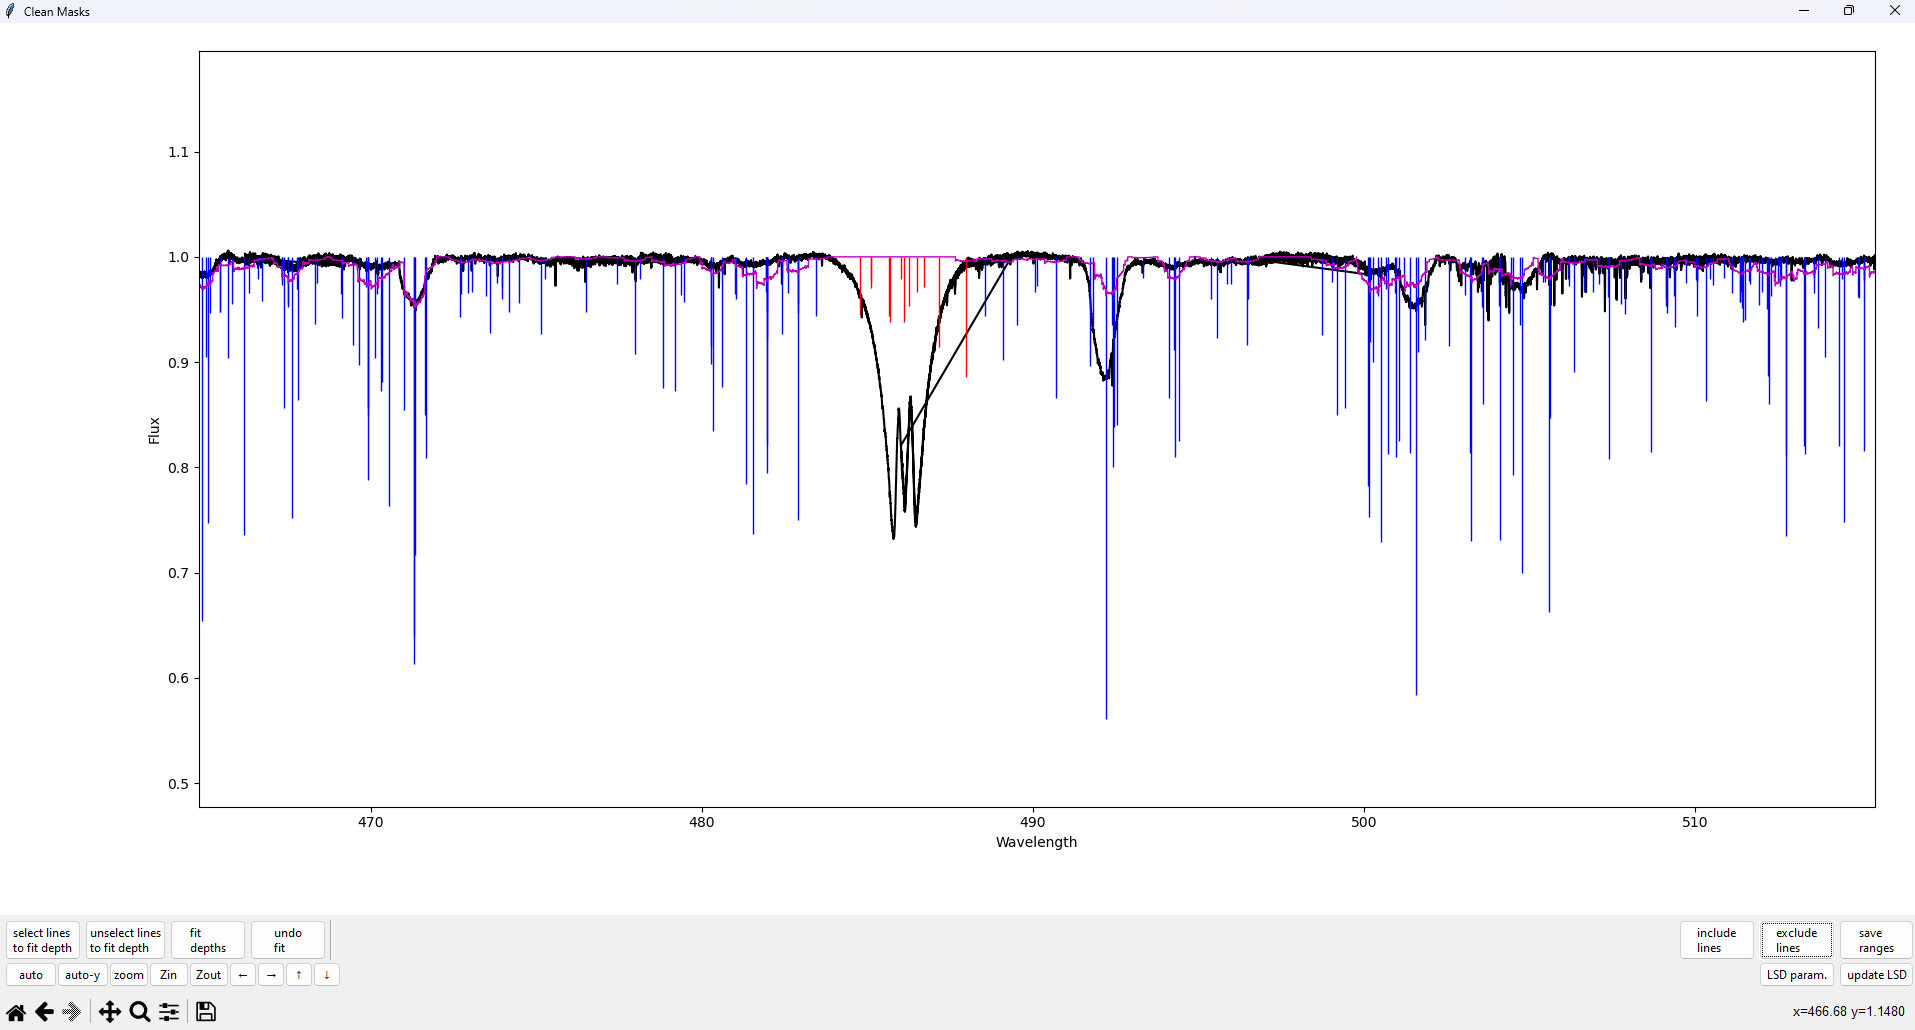 Clean Masks
1.1
1.0
0.9
0.8
0.7
0.6
0.5
Flux
470
480
490
500
510
Wavelength
select lines
to fit depth
unselect lines
to fit depth
fit
depths
undo
fit
include
lines
exclude
lines
save
ranges
auto
auto-y
zoom
Zin
Zout
←
→
↑
↓
LSD param.
update LSD
x=466.68 y=1.1480